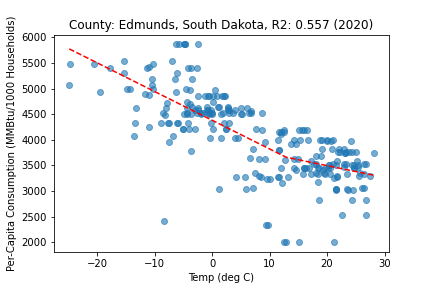 County: Edmunds, South Dakota, R2: 0.557 (2020)
Per-Capita Consumption (MMBtu/1000 Households)
6000
5500
5000
4500
4000
3500
3000
2500
2000
−20 −10 0 10 20 30
Temp (deg C)